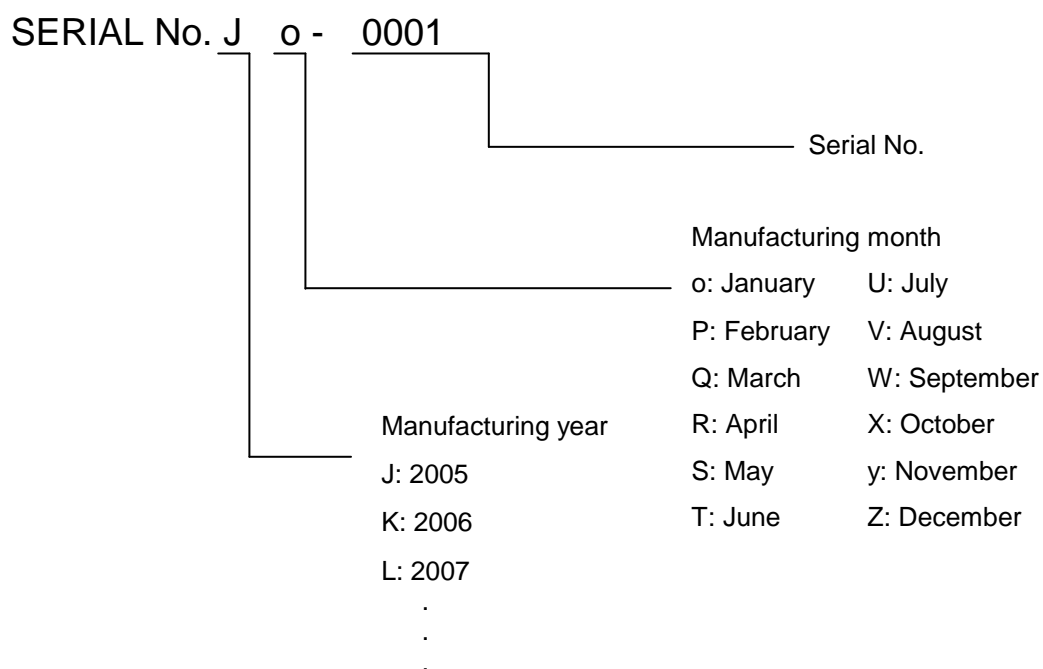 SERIAL No. J o - 0001
Serial No.
Manufacturing month
o: January U: July
P: February V: August
Q: March W: September
R: April X: October
S: May y: November
T: June Z: December
Manufacturing year
J: 2005
K: 2006
L: 2007
.
.
.